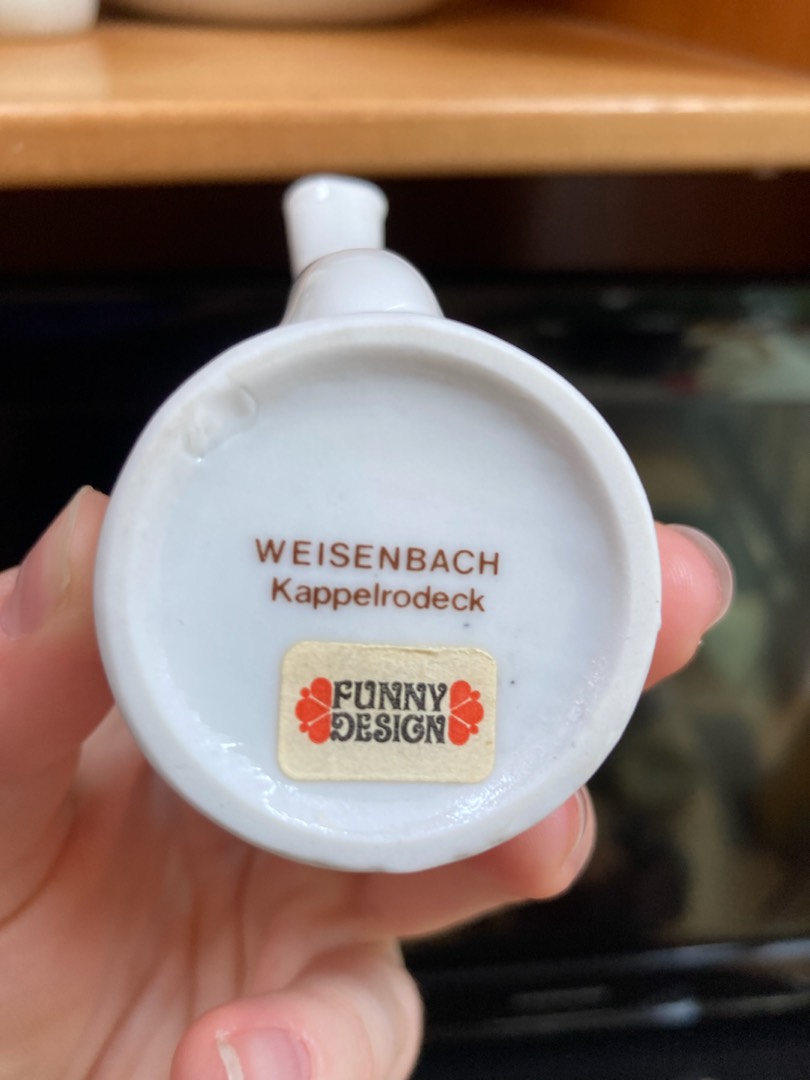 WEISENBACH
Kappelrodeck
FUNNY
DESIGN